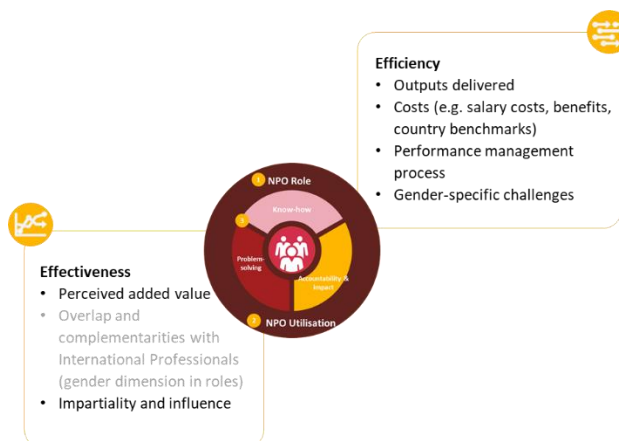 Efficiency
• Outputs delivered
• Costs (e.g. salary costs, benefits,
country benchmarks)
• Performance management
process
• Gender-specific challenges
1 NPO Role
Know-how
3
Problem-
solving
Accountability &
Impact
2 NPO Utilisation
Effectiveness
• Perceived added value
• Overlap and
complementarities with
International Professionals
(gender dimension in roles)
• Impartiality and influence